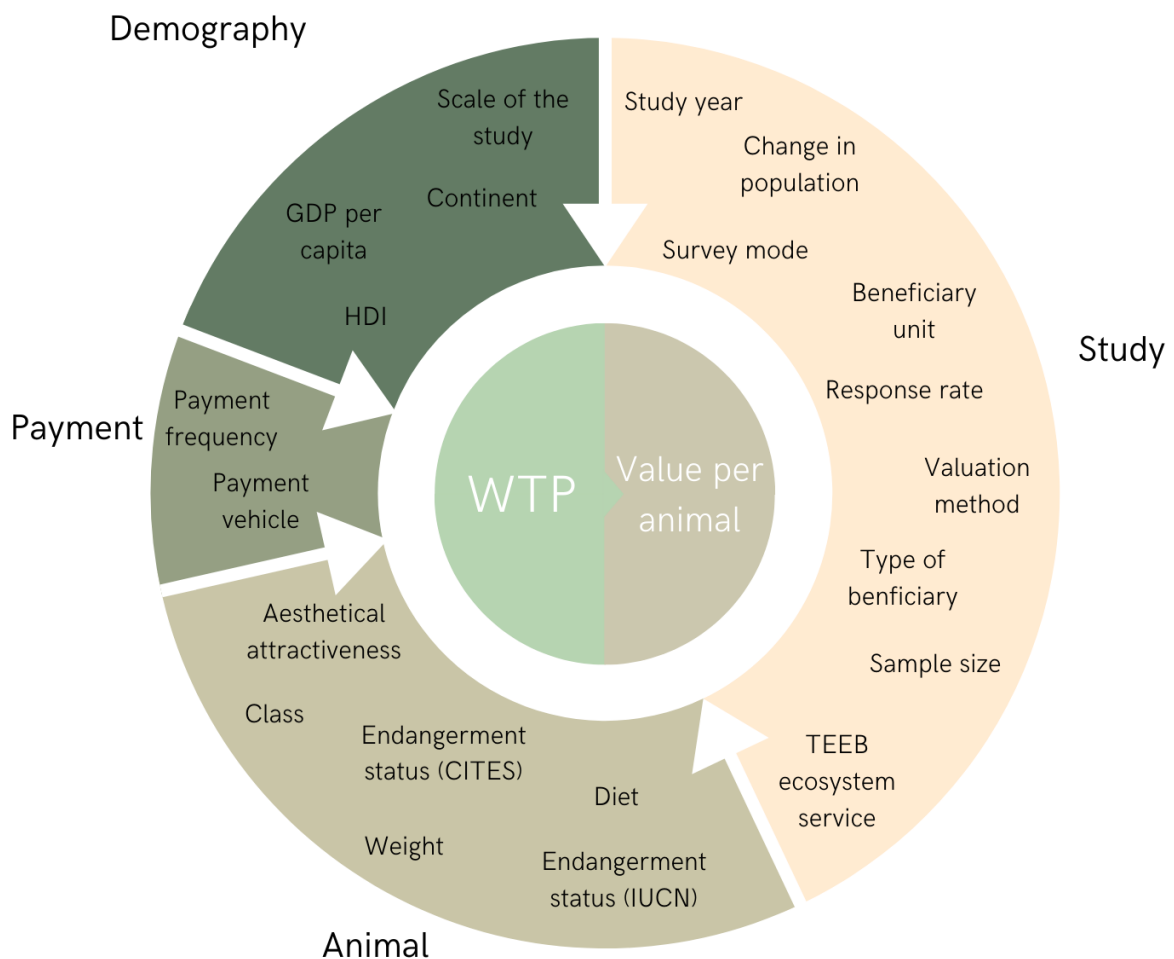 Demography
Scale of the
study
Continent
GDP per
capita
HDI
Study year
Change in
population
Survey mode
Beneficiary
unit
Response rate
Valuation
method
Type of
benficiary
Sample size
TEEB
ecosystem
service
Study
Payment
Payment
frequency
Payment
vehicle
WTP
Value per
animal
Aesthetical
attractiveness
Class
Endangerment
status (CITES)
Diet
Weight
Endangerment
status (IUCN)
Animal